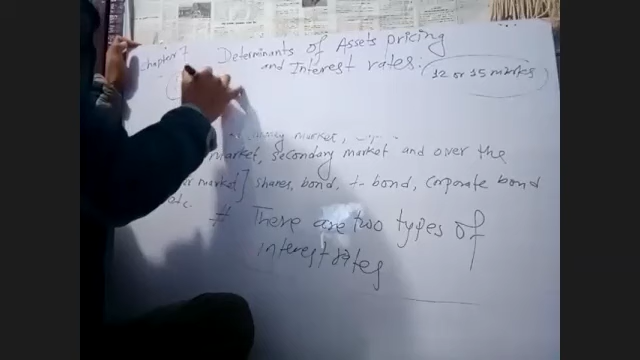 chapter 7 Determinants of Assets pricing
and Interest rates: (12 or 15 marks)
market,
market, secondary market and over the
market] shares, bond, t-bond, corporate bond
etc.
# There are two types of
interest rates